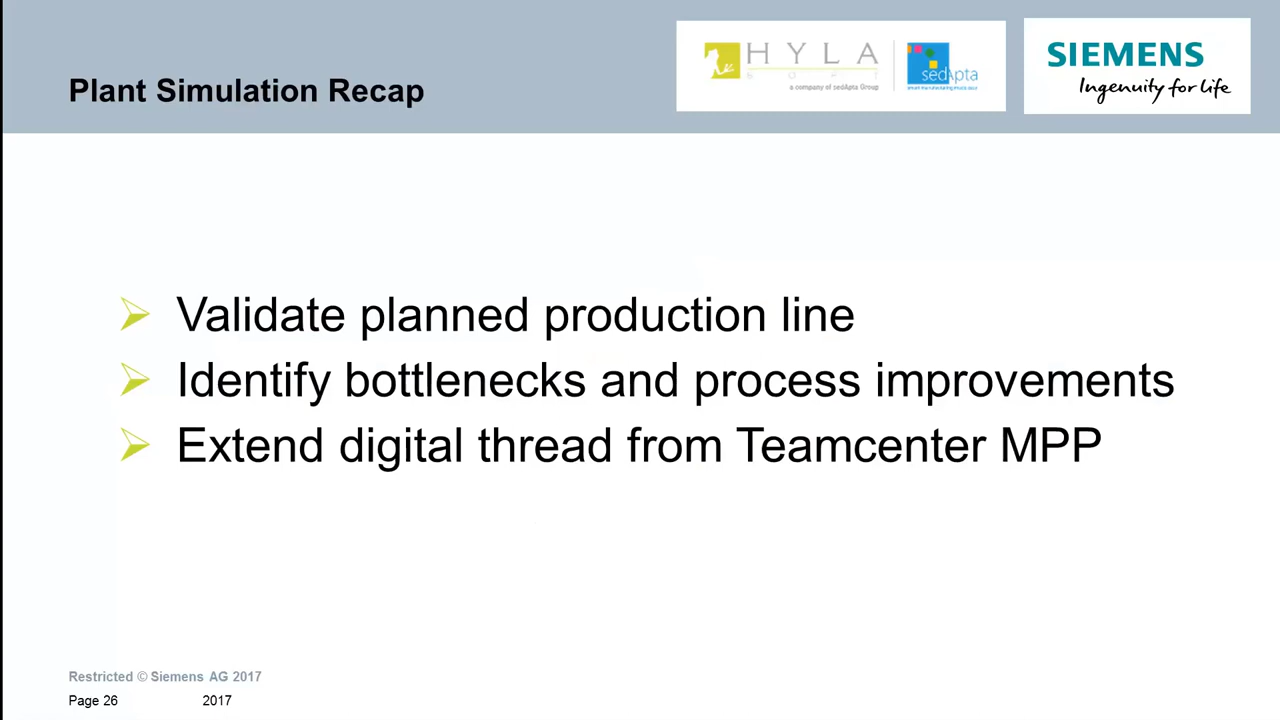 Plant Simulation Recap
HYLA
SOFT
a company of sedApta Group
sedApta
SIEMENS
Ingenuity for life
Validate planned production line
Identify bottlenecks and process improvements
Extend digital thread from Teamcenter MPP
Restricted © Siemens AG 2017
Page 26 2017